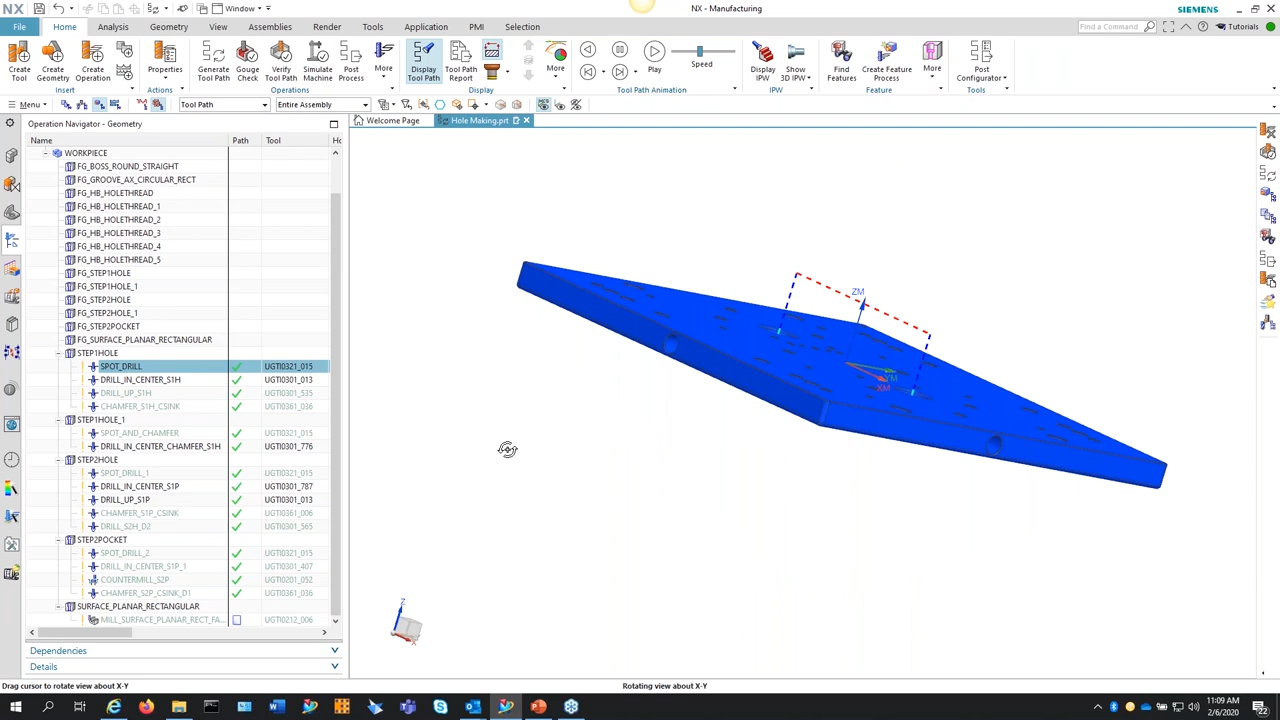 NX
Window
NX - Manufacturing
SIEMENS
File Home Analysis Geometry View Assemblies Render Tools Application PMI Selection
Find a Command
Tutorials
Create Tool
Create Geometry
Create Operation
Insert
Properties
Actions
Generate Tool Path
Gouge Check
Verify Tool Path
Simulate Machine
Post Process
More
Operations
Display Tool Path
Tool Path Report
More
Display
Play
Speed
Tool Path Animation
Display IPW
Show 3D IPW
IPW
Find Features
Create Feature Process
More
Feature
Post Configurator
Tools
Menu
Tool Path
Entire Assembly
Operation Navigator - Geometry
Welcome Page
Hole Making.prt
Name Path Tool
WORKPIECE
FG_BOSS_ROUND_STRAIGHT
FG_GROOVE_AX_CIRCULAR_RECT
FG_HB_HOLETHREAD
FG_HB_HOLETHREAD_1
FG_HB_HOLETHREAD_2
FG_HB_HOLETHREAD_3
FG_HB_HOLETHREAD_4
FG_HB_HOLETHREAD_5
FG_STEP1HOLE
FG_STEP1HOLE_1
FG_STEP2HOLE
FG_STEP2HOLE_1
FG_STEP2POCKET
FG_SURFACE_PLANAR_RECTANGULAR
STEP1HOLE
SPOT_DRILL UGTI0321_015
DRILL_IN_CENTER_S1H UGTI0301_013
DRILL_UP_S1H UGTI0301_535
CHAMFER_S1H_CSINK UGTI0361_036
STEP1HOLE_1
SPOT_AND_CHAMFER UGTI0321_015
DRILL_IN_CENTER_CHAMFER_S1H UGTI0301_776
STEP2HOLE
SPOT_DRILL_1 UGTI0321_015
DRILL_IN_CENTER_S1P UGTI0301_787
DRILL_UP_S1P UGTI0301_013
CHAMFER_S1P_CSINK UGTI0361_006
DRILL_S2H_D2 UGTI0301_565
STEP2POCKET
SPOT_DRILL_2 UGTI0321_015
DRILL_IN_CENTER_S1P_1 UGTI0301_407
COUNTERMILL_S2P UGTI0201_052
CHAMFER_S2P_CSINK_D1 UGTI0361_036
SURFACE_PLANAR_RECTANGULAR
MILL_SURFACE_PLANAR_RECT_FA... UGTI0212_006
Dependencies
Details
ZM
YM
XM
Z
X
Drag cursor to rotate view about X-Y
Rotating view about X-Y
11:09 AM
2/6/2020
22